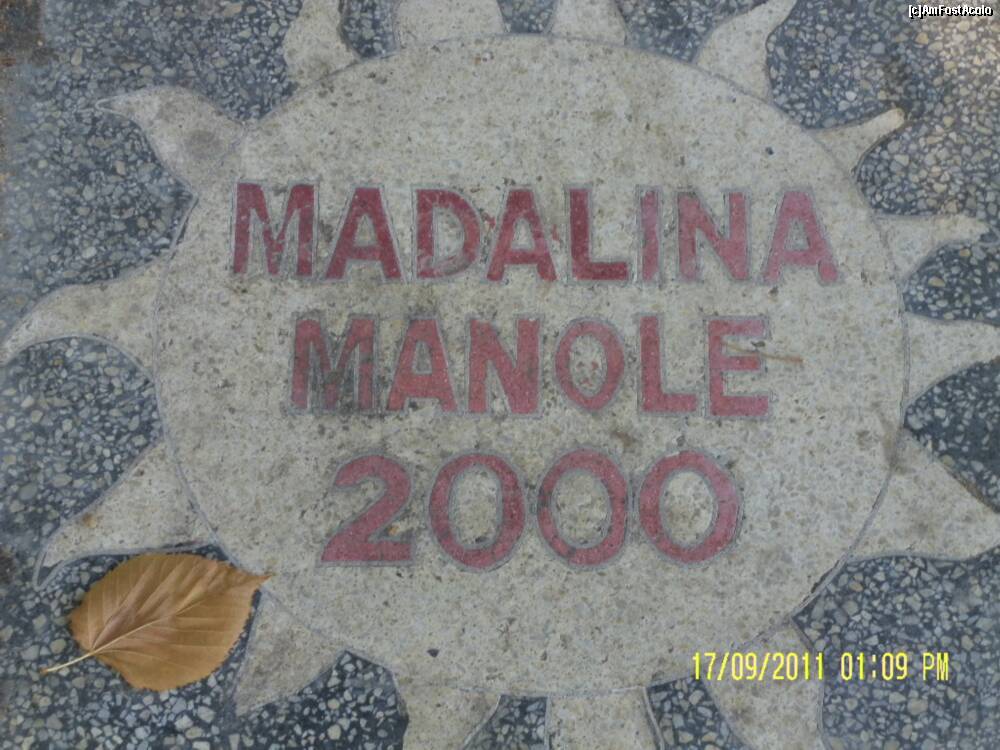 [c]AmFostAcolo
MADALINA
MANOLE
2000
17/09/2011 01:09 PM